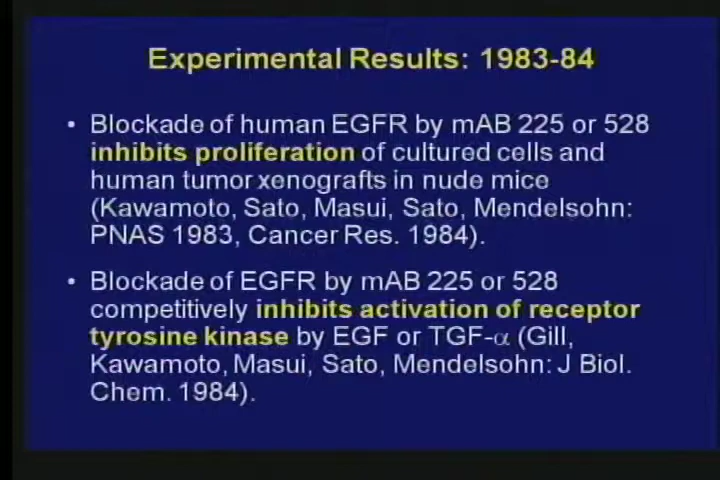 Experimental Results: 1983-84
• Blockade of human EGFR by mAB 225 or 528
inhibits proliferation of cultured cells and
human tumor xenografts in nude mice
(Kawamoto, Sato, Masui, Sato, Mendelsohn:
PNAS 1983, Cancer Res. 1984).
• Blockade of EGFR by mAB 225 or 528
competitively inhibits activation of receptor
tyrosine kinase by EGF or TGF-α (Gill,
Kawamoto, Masui, Sato, Mendelsohn: J Biol.
Chem. 1984).